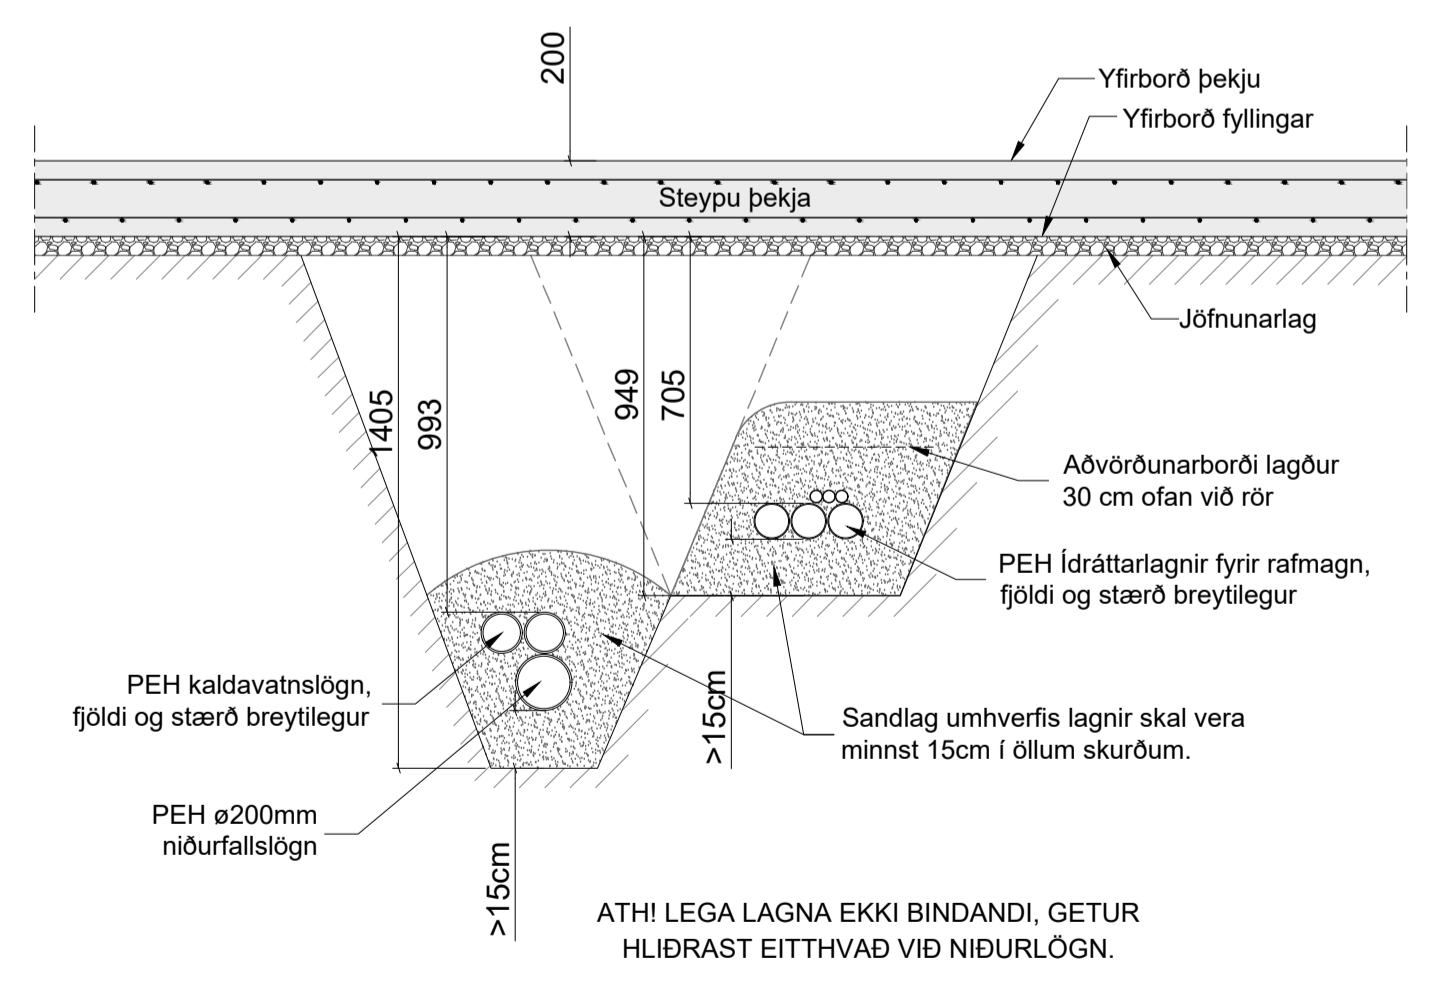 200
Yfirborð þekju
Yfirborð fyllingar
Steypu þekja
Jöfnunarlag
1405
993
949
705
Aðvörðunarborði lagður
30 cm ofan við rör
PEH Ídráttarlagnir fyrir rafmagn,
fjöldi og stærð breytilegur
PEH kaldavatnslögn,
fjöldi og stærð breytilegur
>15cm
Sandlag umhverfis lagnir skal vera
minnst 15cm í öllum skurðum.
PEH ø200mm
niðurfallslögn
>15cm
ATH! LEGA LAGNA EKKI BINDANDI, GETUR
HLIÐRAST EITTHVAÐ VIÐ NIÐURLÖGN.